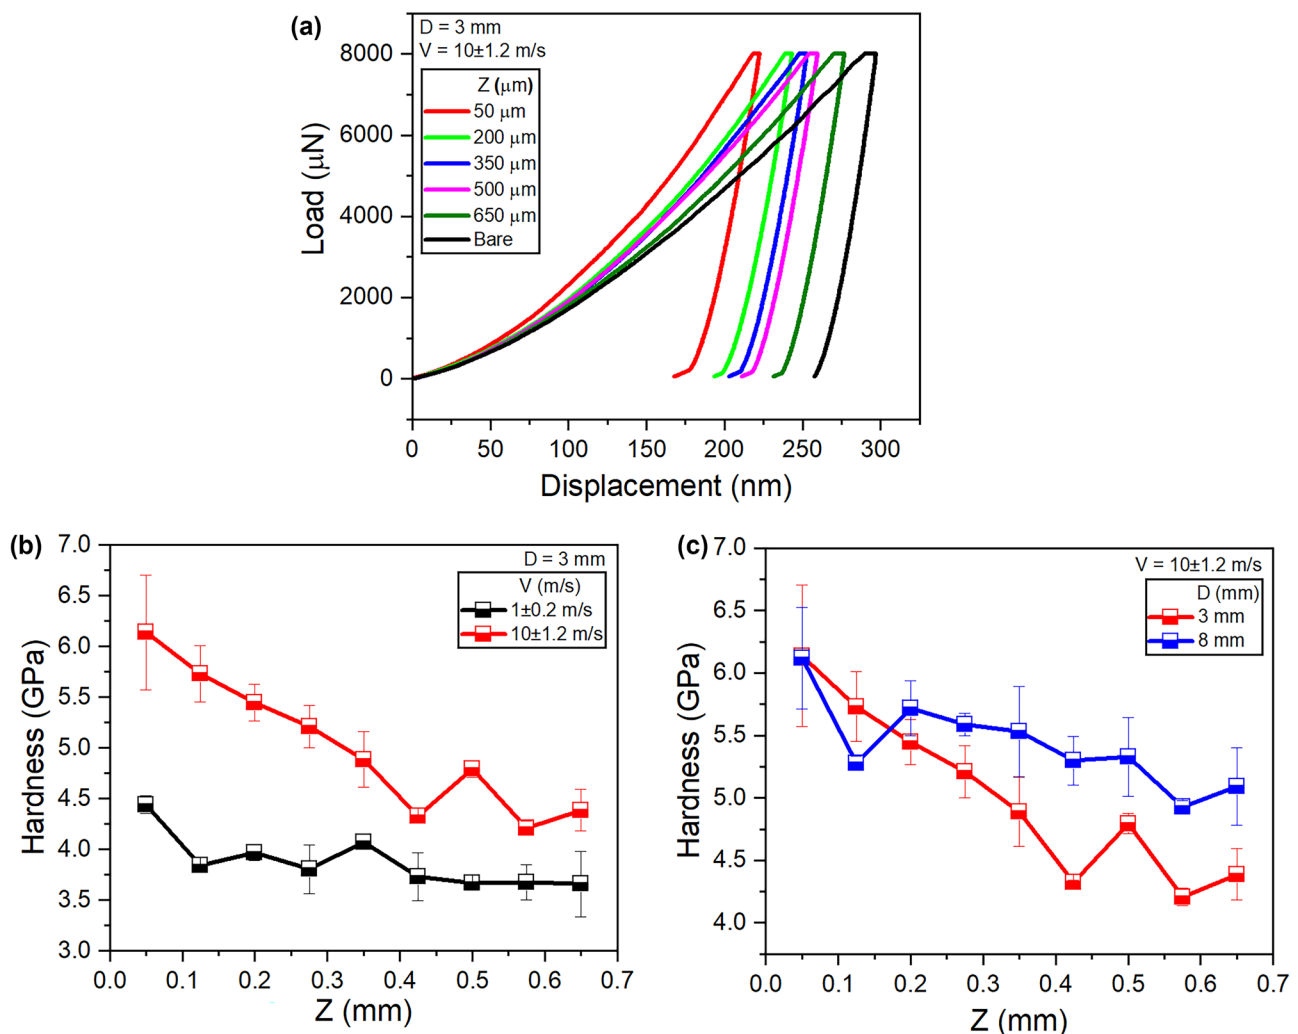 (a)
D = 3 mm
V = 10±1.2 m/s
Z (μm)
50 μm
200 μm
350 μm
500 μm
650 μm
Bare
8000
6000
4000
2000
0
Load (μN)
0 50 100 150 200 250 300
Displacement (nm)
(b)
D = 3 mm
V (m/s)
1±0.2 m/s
10±1.2 m/s
7.0
6.5
6.0
5.5
5.0
4.5
4.0
3.5
3.0
Hardness (GPa)
0.0 0.1 0.2 0.3 0.4 0.5 0.6 0.7
Z (mm)
(c)
V = 10±1.2 m/s
D (mm)
3 mm
8 mm
7.0
6.5
6.0
5.5
5.0
4.5
4.0
Hardness (GPa)
0.0 0.1 0.2 0.3 0.4 0.5 0.6 0.7
Z (mm)